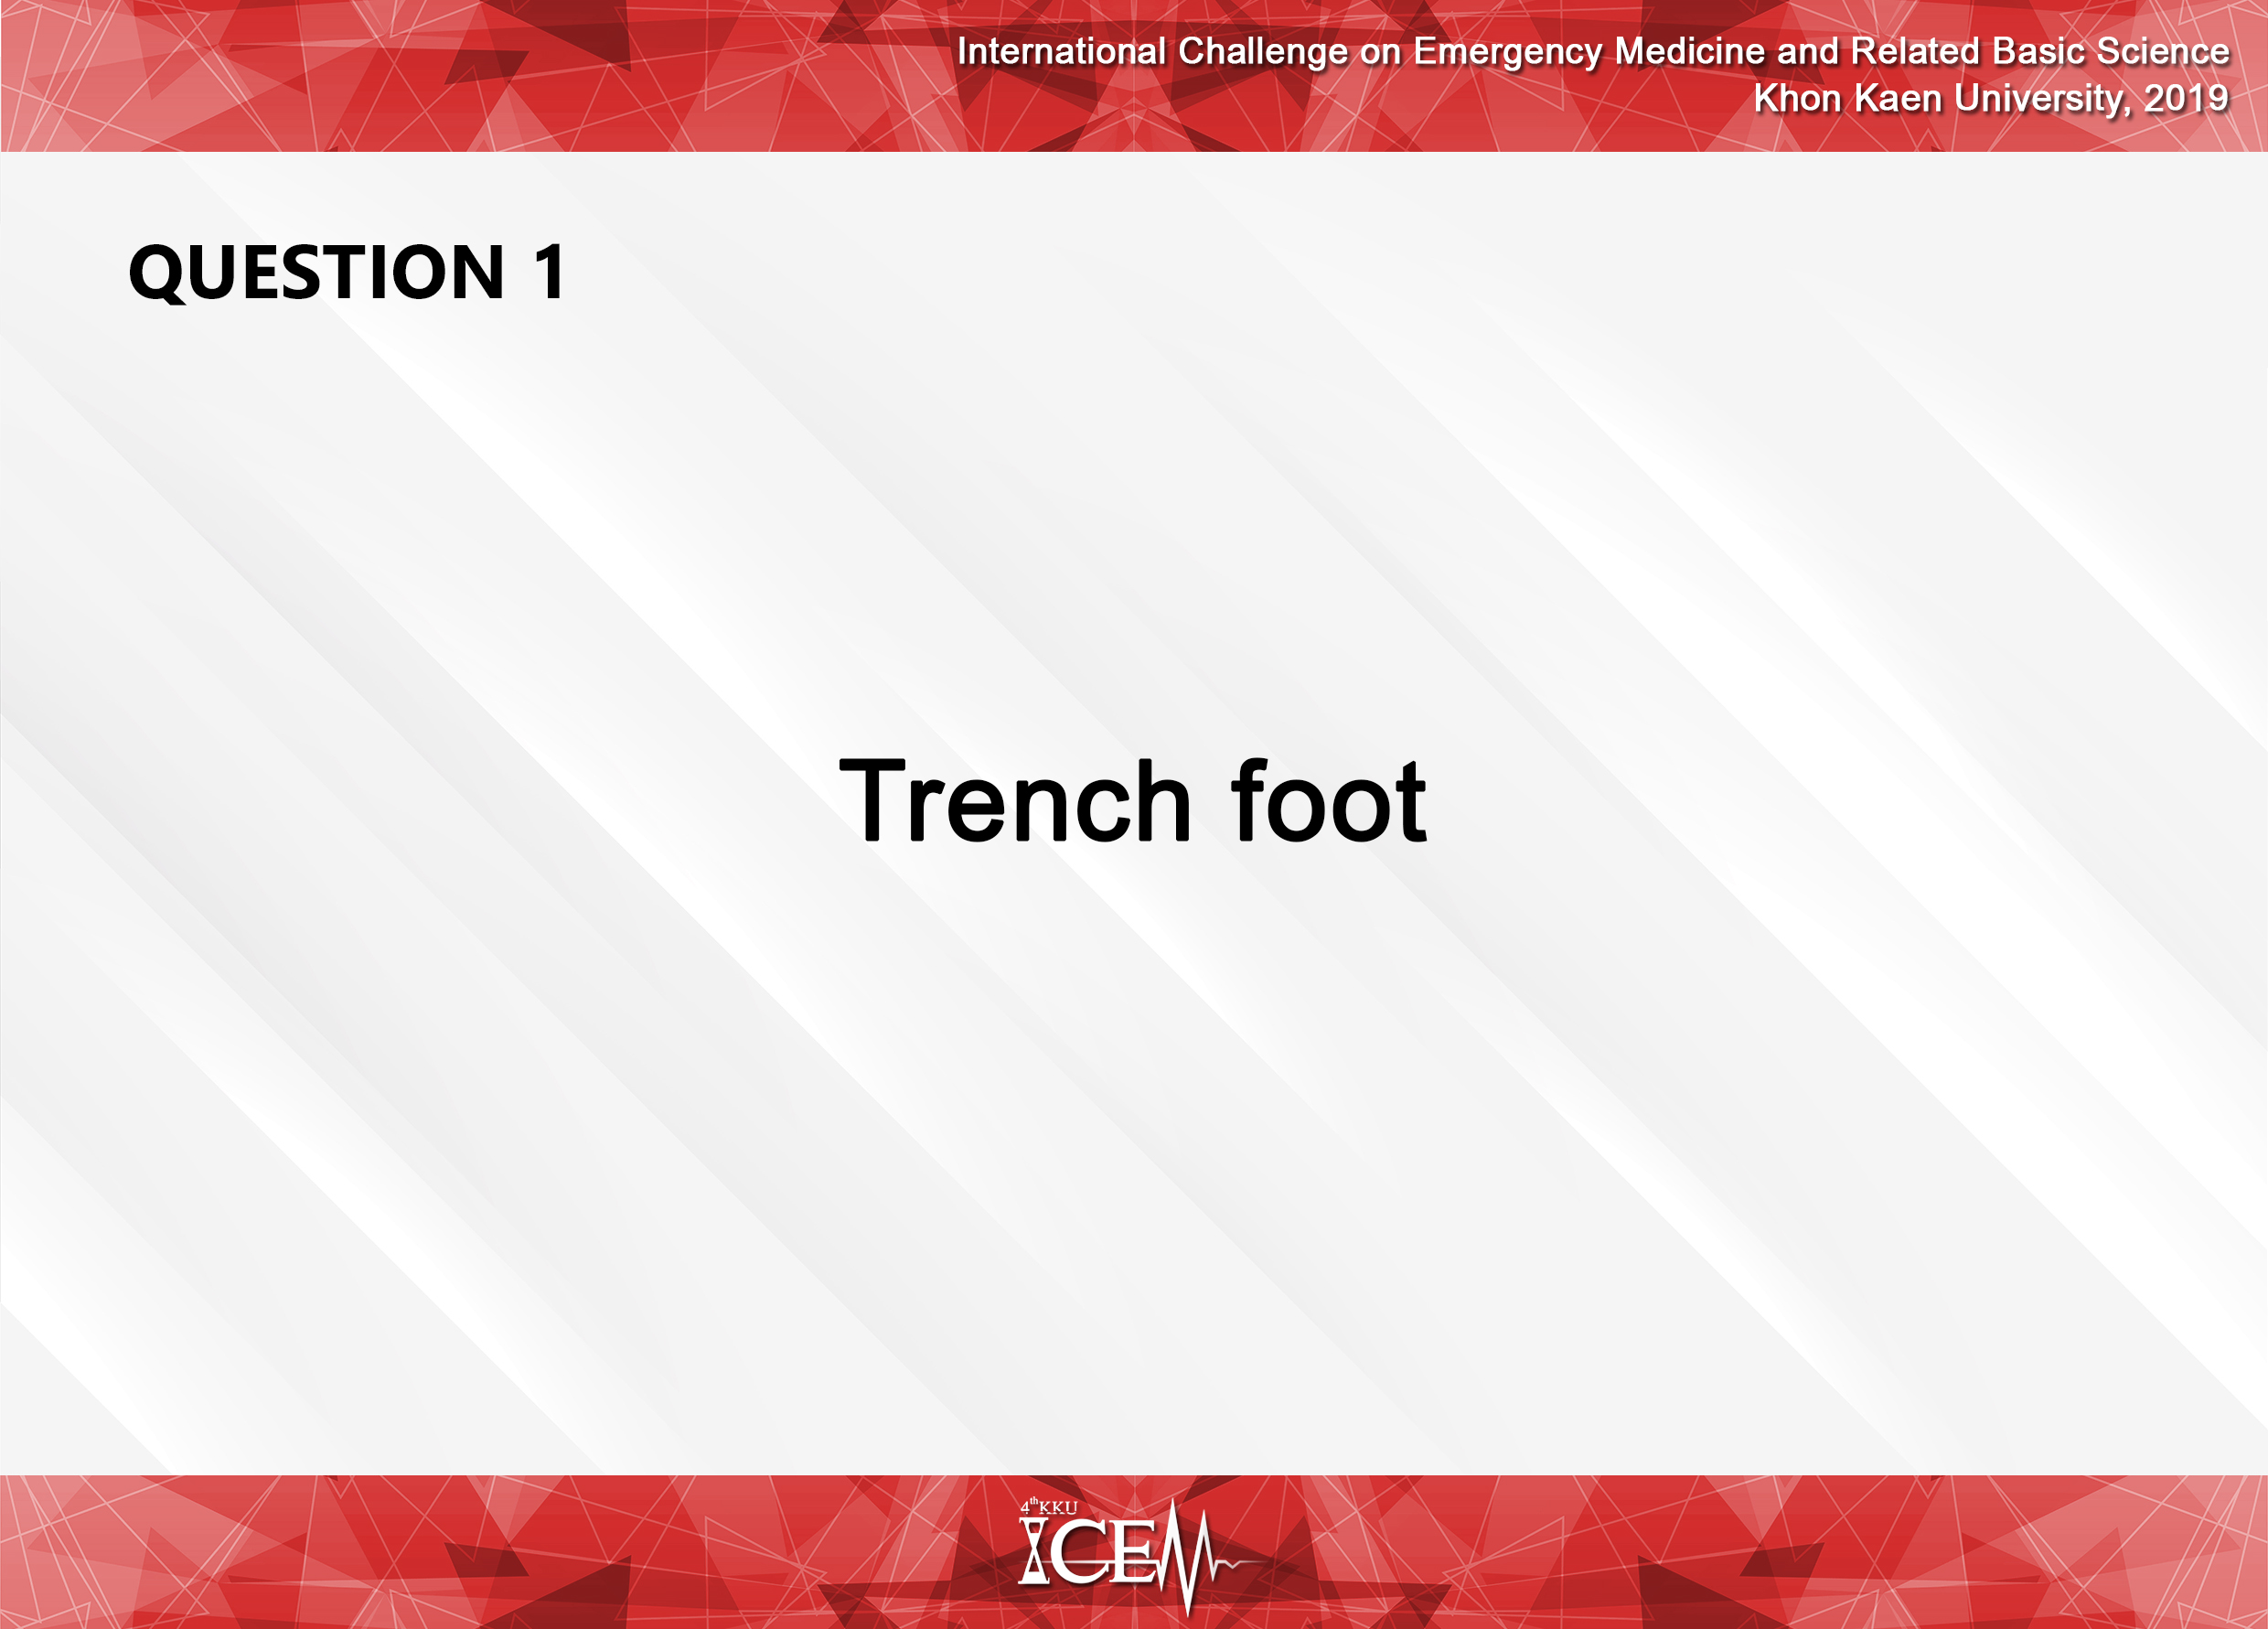 International Challenge on Emergency Medicine and Related Basic Science
Khon Kaen University, 2019
QUESTION 1
Trench foot
4th KKU
ICEM